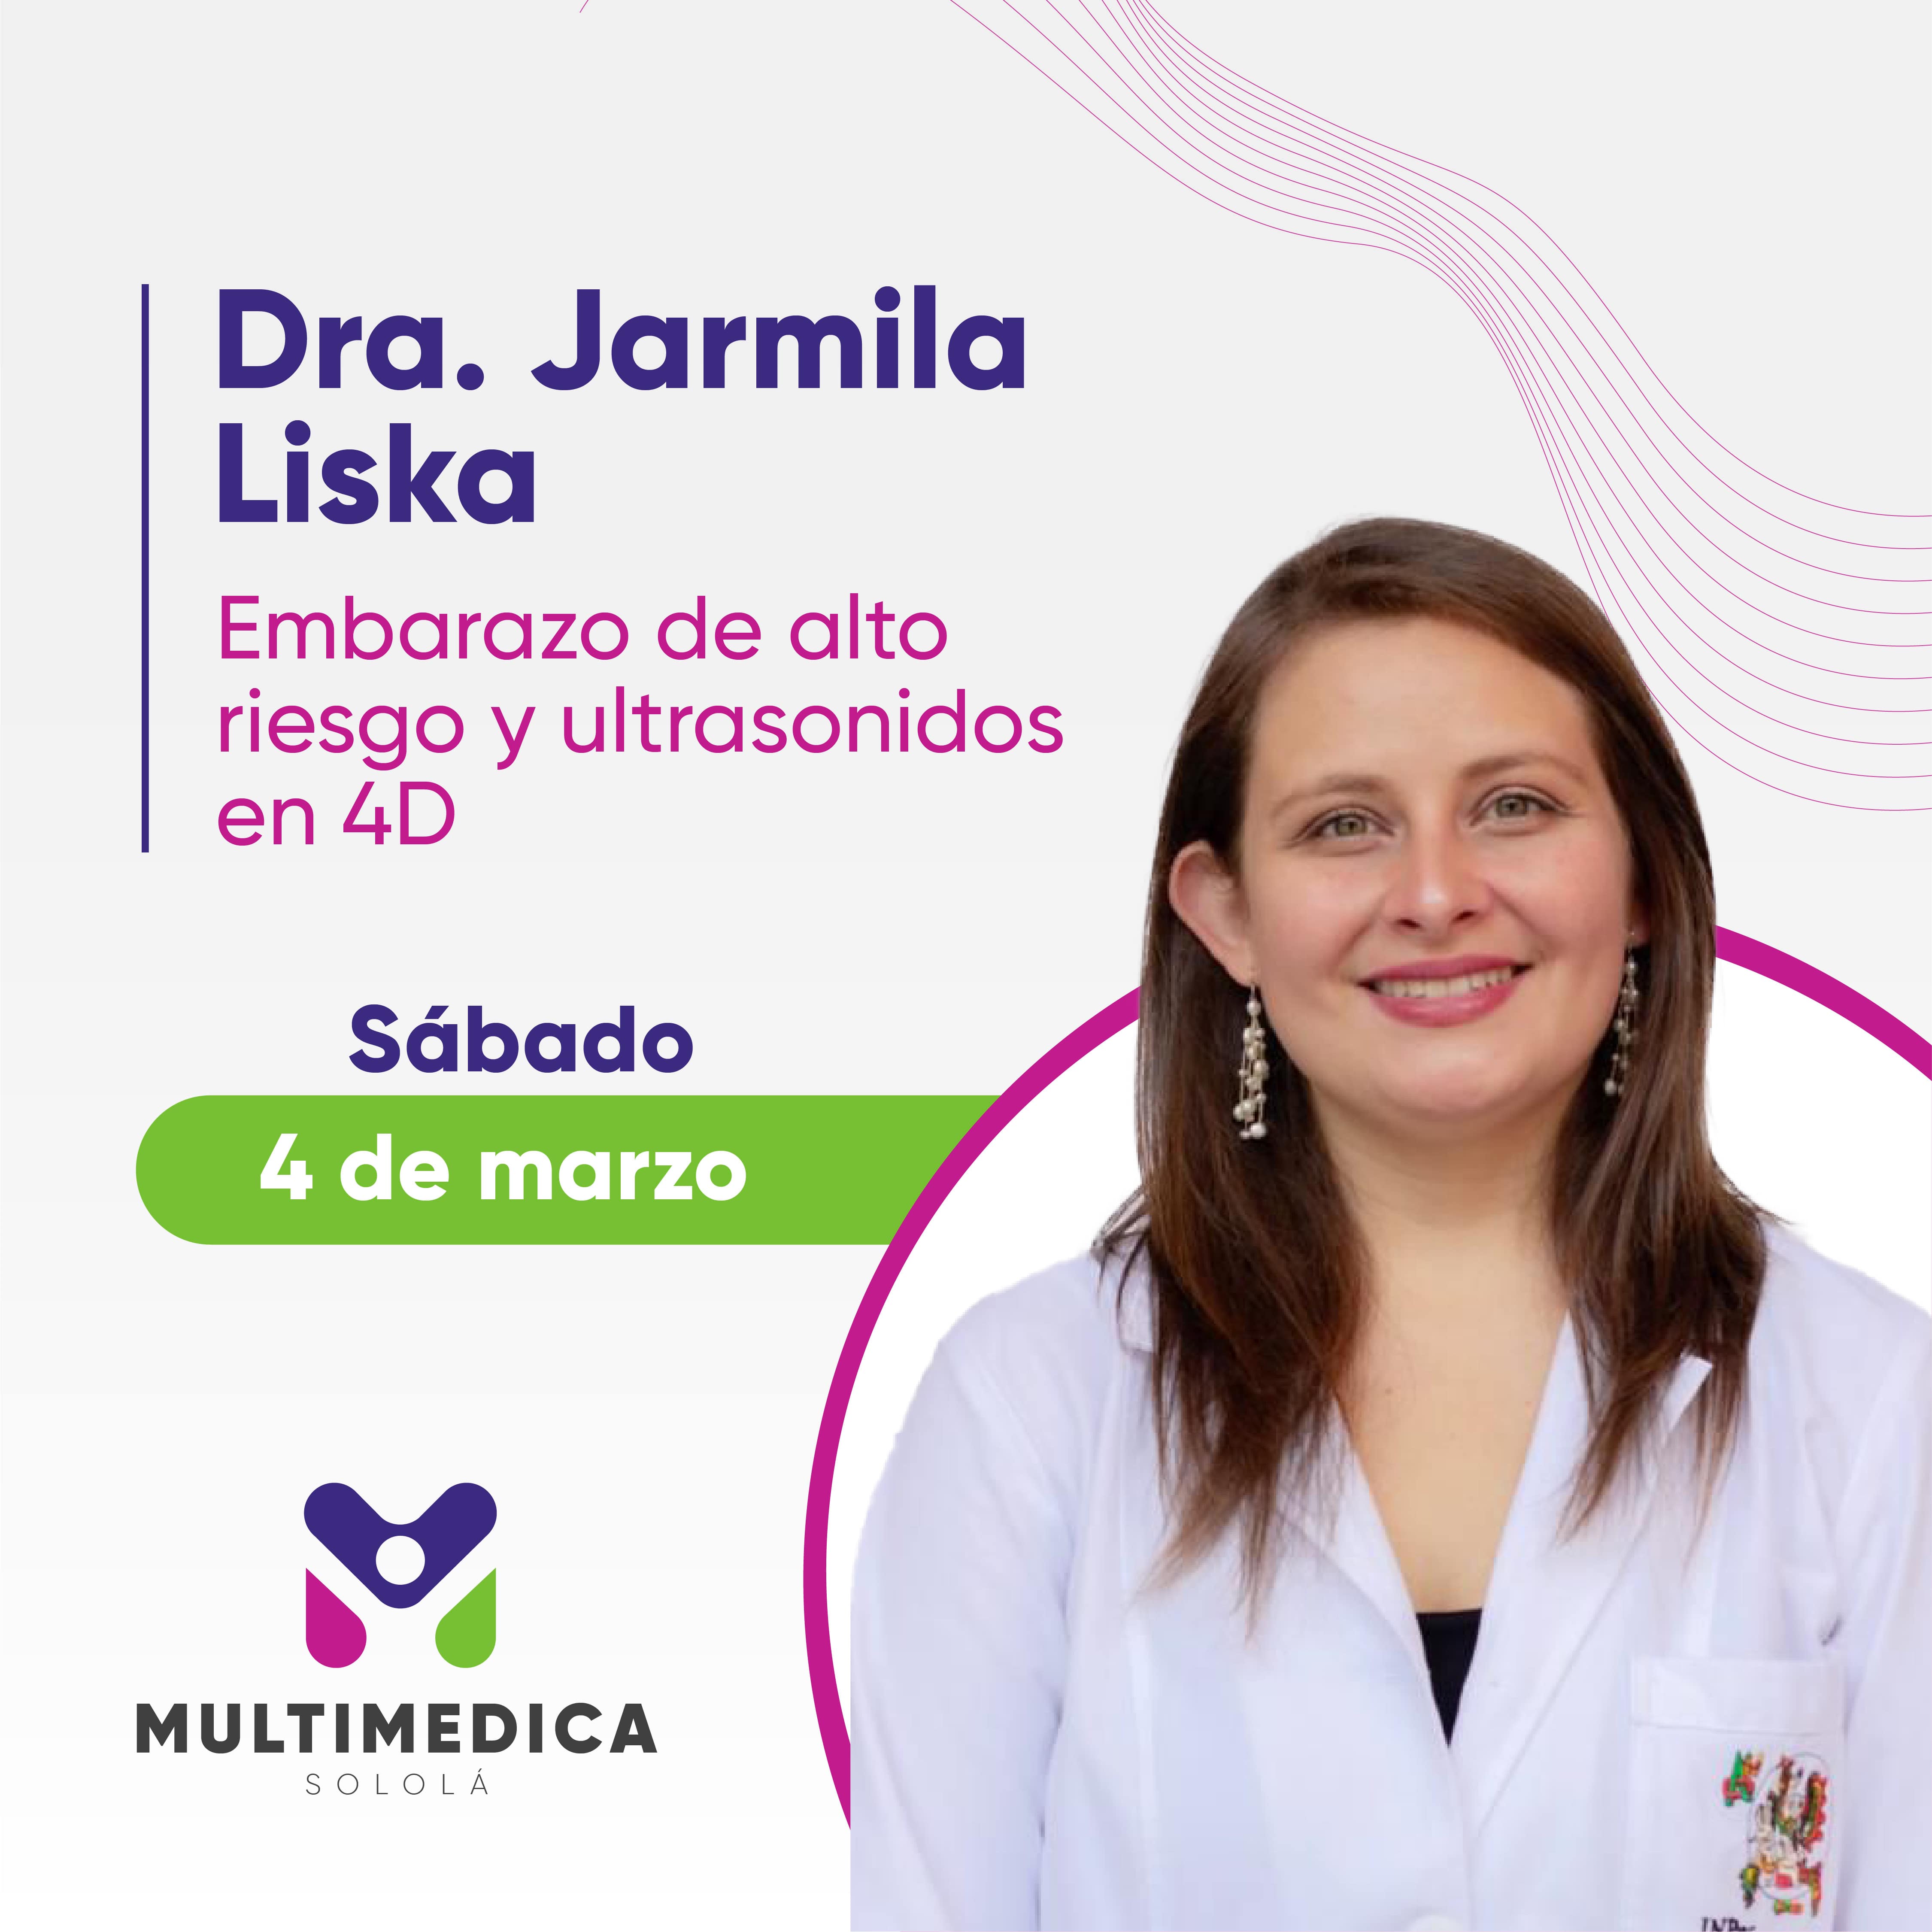 Dra. Jarmila
Liska
Embarazo de alto
riesgo y ultrasonidos
en 4D
Sábado
4 de marzo
MULTIMEDICA
SOLOLÁ